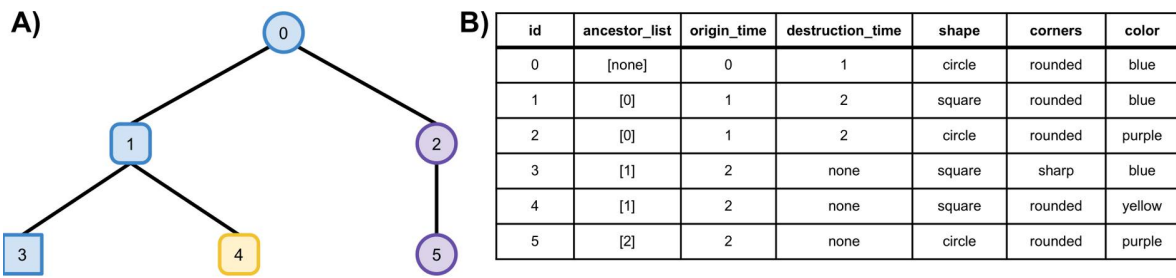 A)
0
1
2
3
4
5
B)
id ancestor_list origin_time destruction_time shape corners color
0 [none] 0 1 circle rounded blue
1 [0] 1 2 square rounded blue
2 [0] 1 2 circle rounded purple
3 [1] 2 none square sharp blue
4 [1] 2 none square rounded yellow
5 [2] 2 none circle rounded purple